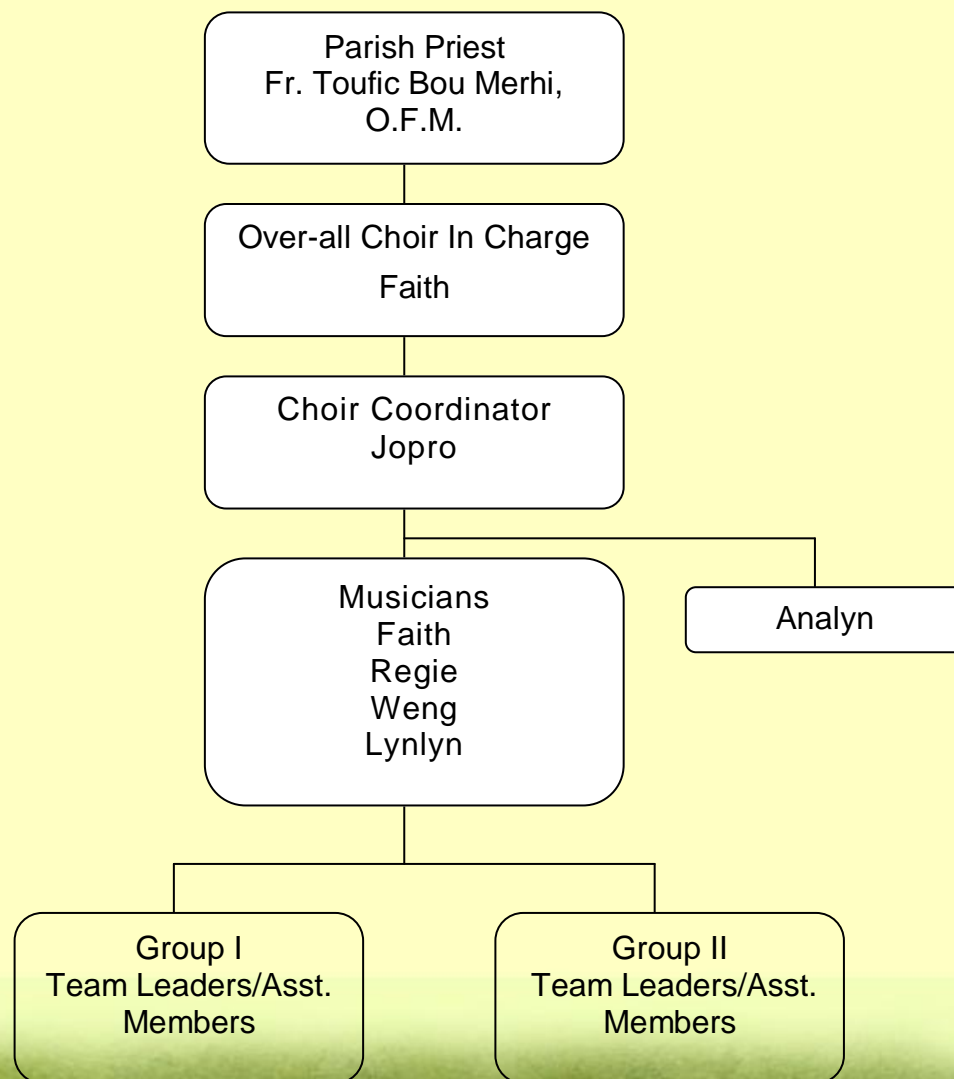 Parish Priest
Fr. Toufic Bou Merhi,
O.F.M.
Over-all Choir In Charge
Faith
Choir Coordinator
Jopro
Musicians
Faith
Regie
Weng
Lynlyn
Analyn
Group I
Team Leaders/Asst.
Members
Group II
Team Leaders/Asst.
Members